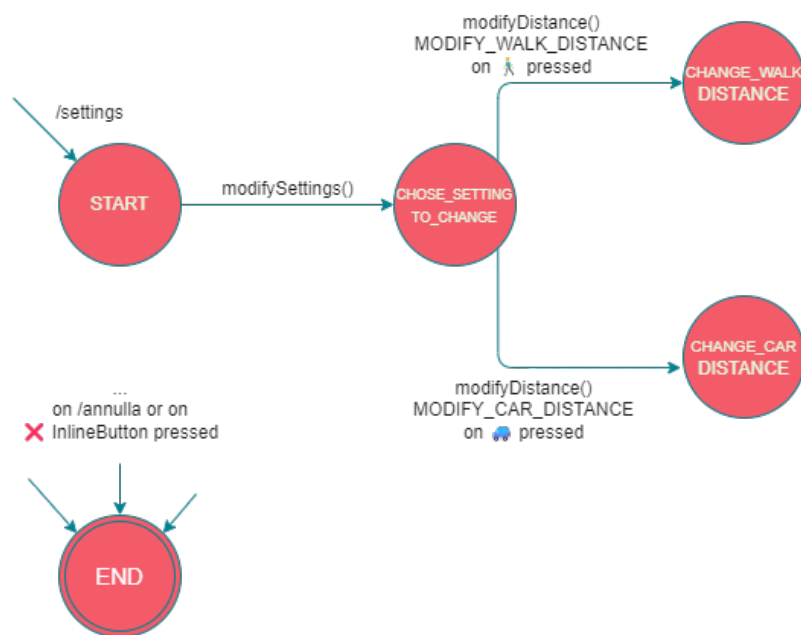 modifyDistance()
MODIFY_WALK_DISTANCE
on 🚶 pressed
CHANGE_WALK
DISTANCE
/settings
START
modifySettings()
CHOSE_SETTING
TO_CHANGE
CHANGE_CAR
DISTANCE
modifyDistance()
MODIFY_CAR_DISTANCE
on 🚙 pressed
...
on /annulla or on
❌ InlineButton pressed
END